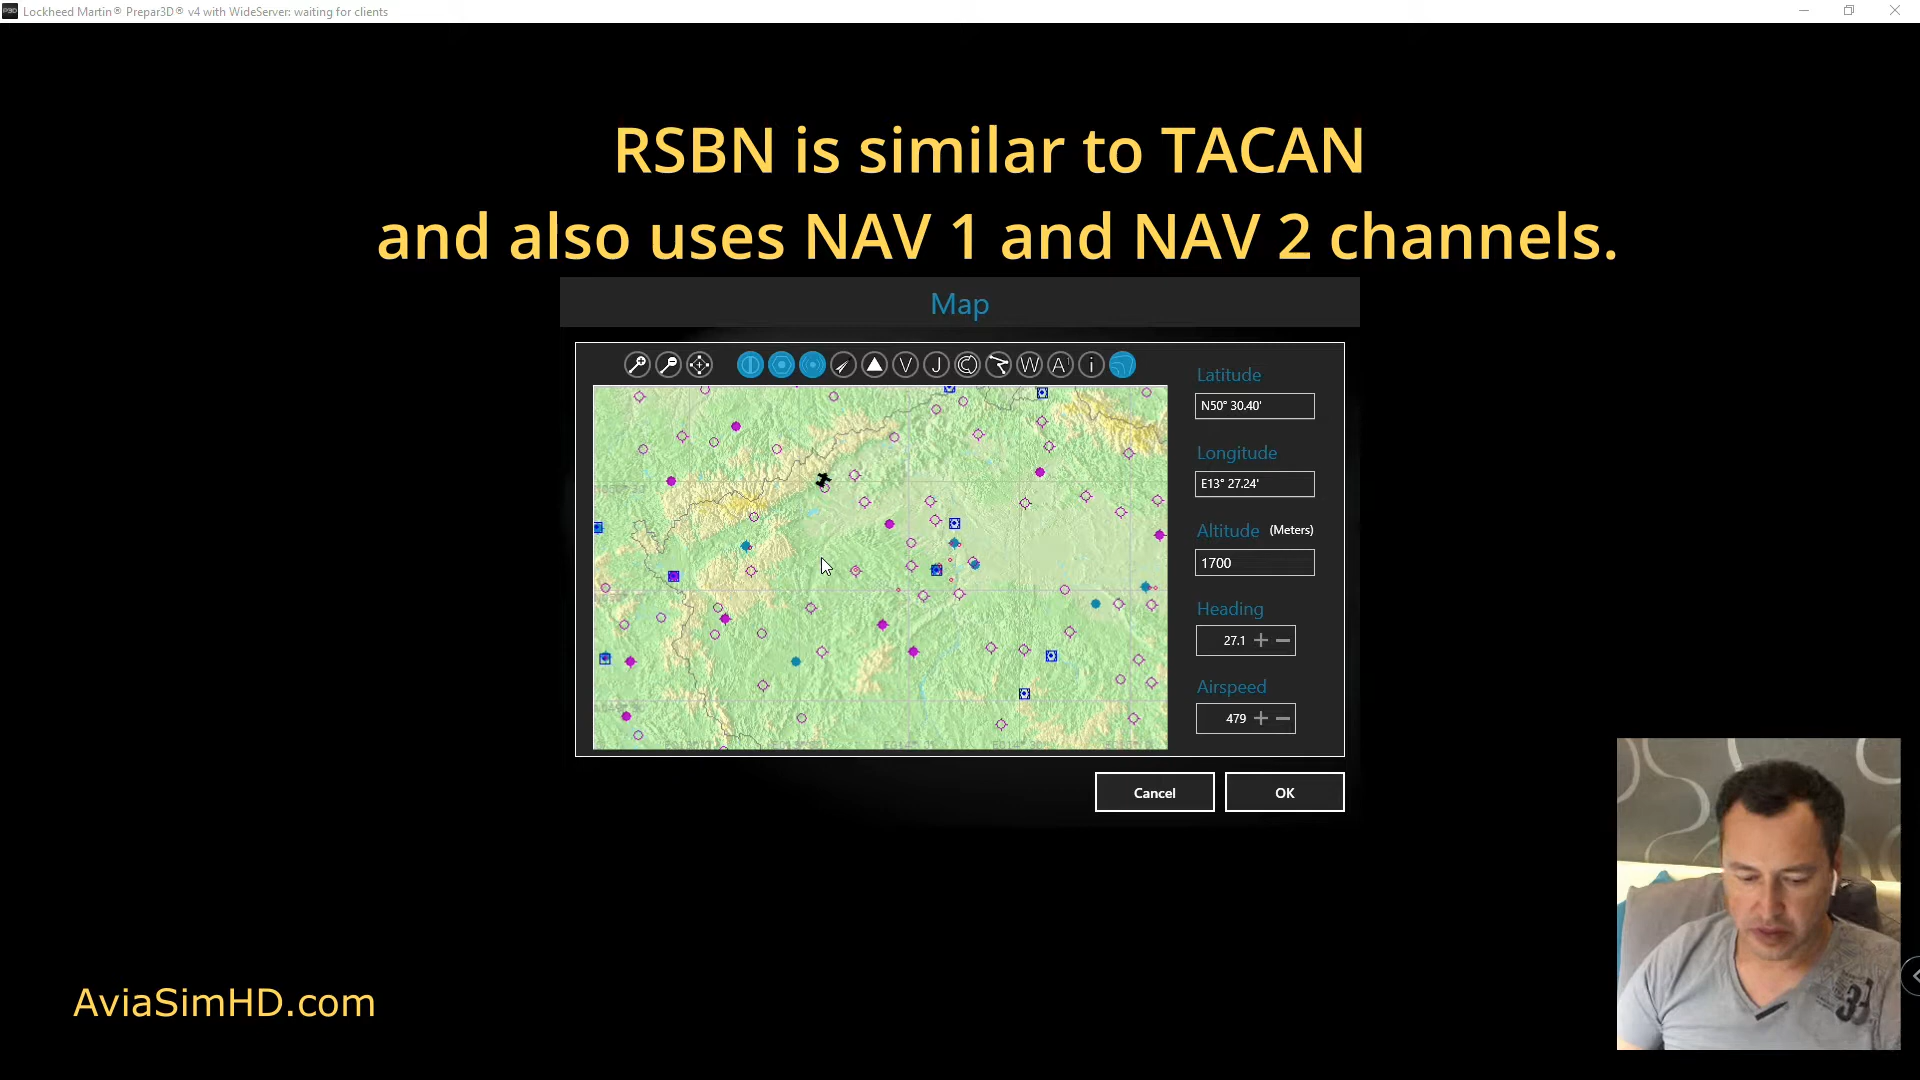 Lockheed Martin® Prepar3D® v4 with WideServer: waiting for clients
RSBN is similar to TACAN
and also uses NAV 1 and NAV 2 channels.
Map
V J W A i
Latitude
N50° 30.40'
Longitude
E13° 27.24'
Altitude (Meters)
1700
Heading
27.1
Airspeed
479
Cancel OK
AviaSimHD.com